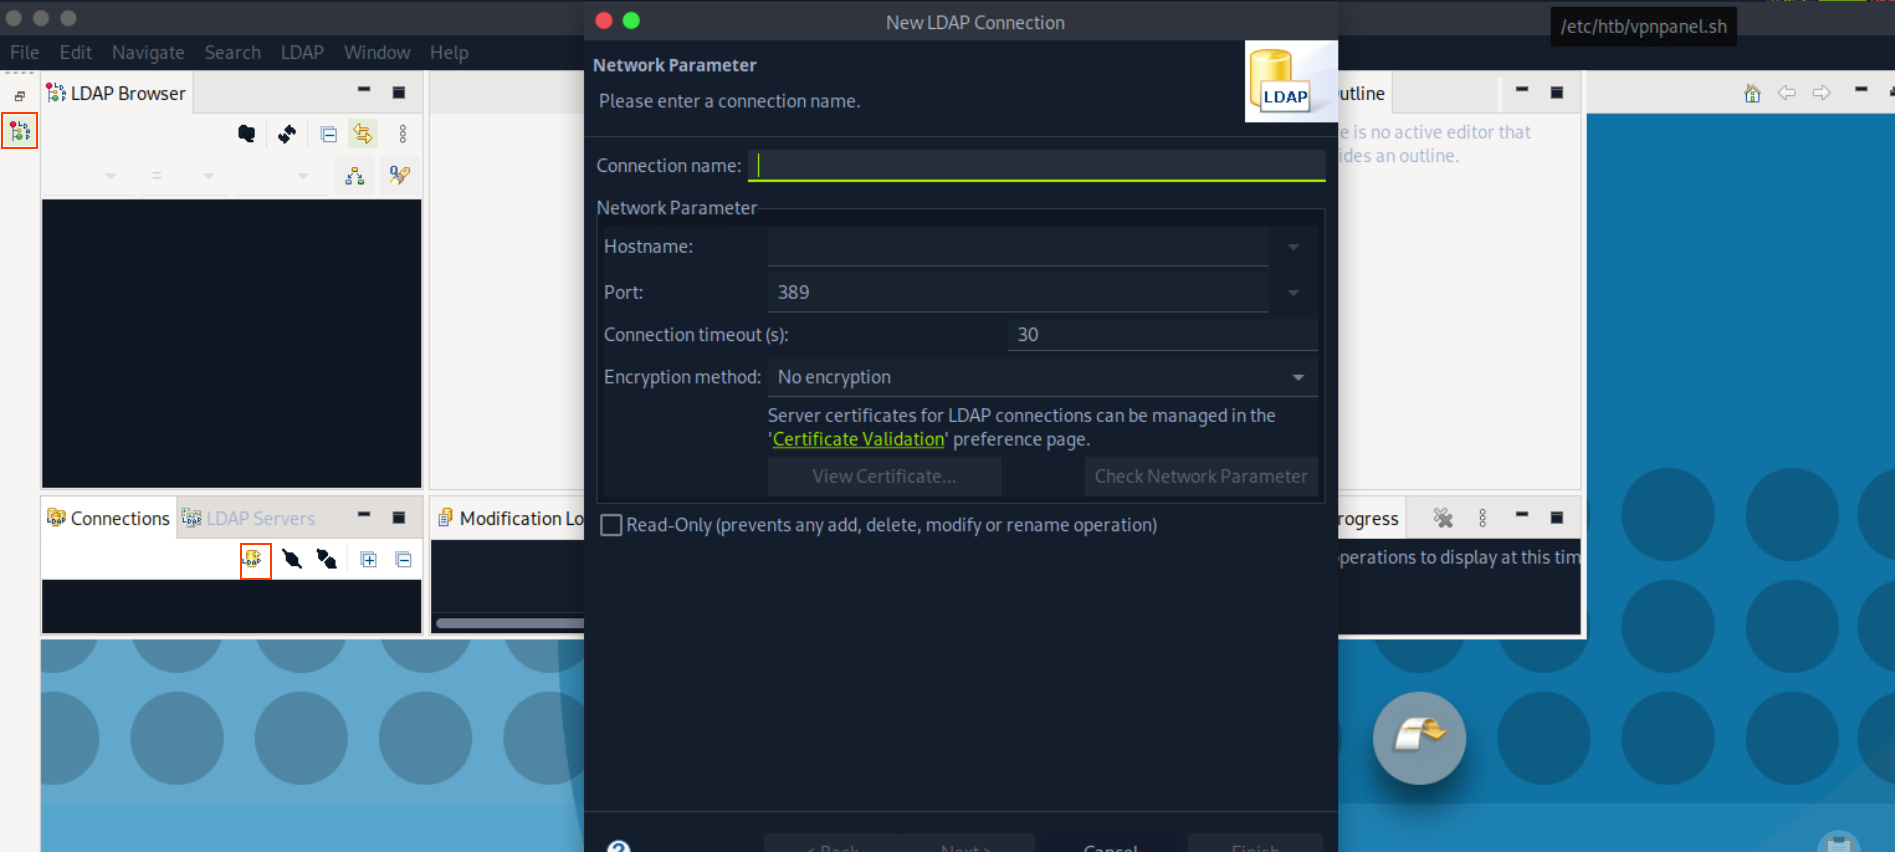 New LDAP Connection
/etc/htb/vpnpanel.sh
File Edit Navigate Search LDAP Window Help
LDAP Browser
Network Parameter
Please enter a connection name.
LDAP
utline
e is no active editor that
ides an outline.
=
Connection name:
Network Parameter
Hostname:
Port: 389
Connection timeout (s): 30
Encryption method: No encryption
Server certificates for LDAP connections can be managed in the
'Certificate Validation' preference page.
View Certificate... Check Network Parameter
Connections LDAP Servers
Modification Lo
Read-Only (prevents any add, delete, modify or rename operation)
rogress
perations to display at this tim
< Back Next > Cancel Finish